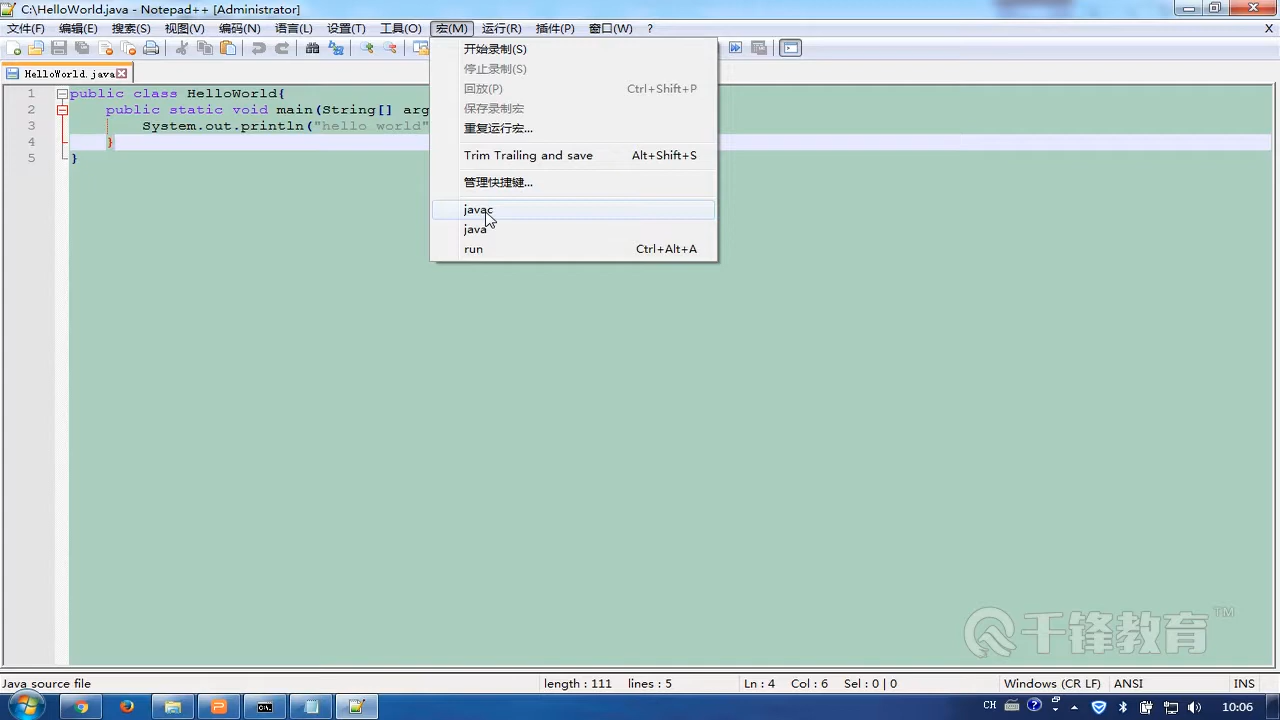 C:\HelloWorld.java - Notepad++ [Administrator]
文件(F) 编辑(E) 搜索(S) 视图(V) 编码(N) 语言(L) 设置(T) 工具(O) 宏(M) 运行(R) 插件(P) 窗口(W) ? X
HelloWorld.java
开始录制(S)
停止录制(S)
回放(P) Ctrl+Shift+P
保存录制宏
重复运行宏...
Trim Trailing and save Alt+Shift+S
管理快捷键...
javac
java
run Ctrl+Alt+A
1 public class HelloWorld{
2 public static void main(String[] arg
3 System.out.println("hello world"
4 }
5 }
千锋教育 TM
Java source file length : 111 lines : 5 Ln : 4 Col : 6 Sel : 0 | 0 Windows (CR LF) ANSI INS
CH 10:06